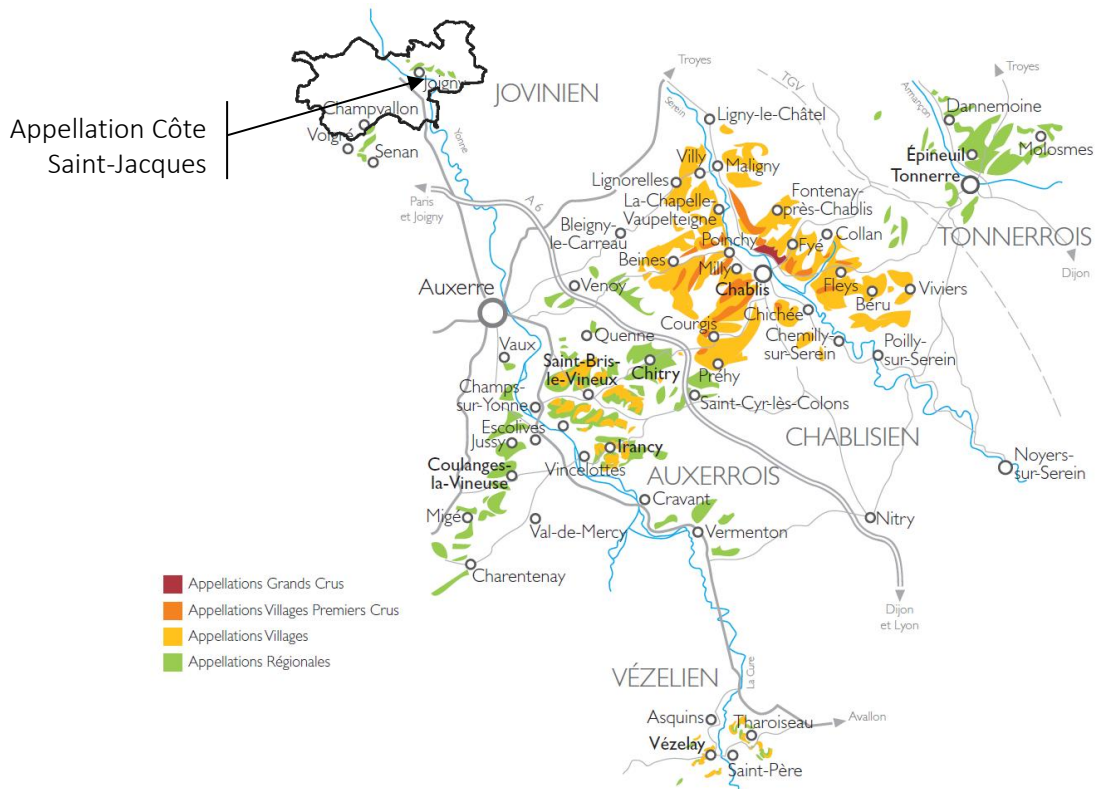 Appellation Côte
Saint-Jacques
Joigny
JOVINIEN
Champvallon
Volgré
Senan
Yonne
Paris
et Joigny
A 6
Troyes
Serein
Ligny-le-Châtel
TGV
Armançon
Troyes
Dannemoine
Molosmes
Épineuil
Tonnerre
TONNERROIS
Dijon
Villy
Maligny
Lignorelles
La-Chapelle-
Vaupelteigne
Fontenay-
près-Chablis
Bleigny-
le-Carreau
Poinchy
Fyé
Collan
Beines
Milly
Chablis
Fleys
Béru
Viviers
Auxerre
Venoy
Chichée
Courgis
Chemilly-
sur-Serein
Poilly-
sur-Serein
Quenne
Vaux
Saint-Bris-
le-Vineux
Chitry
Préhy
Champs-
sur-Yonne
Saint-Cyr-lès-Colons
Escolives
Jussy
Irancy
CHABLISIEN
Noyers-
sur-Serein
Coulanges-
la-Vineuse
Vincelottes
AUXERROIS
Cravant
Migé
Val-de-Mercy
Vermenton
Nitry
Charentenay
Dijon
et Lyon
Appellations Grands Crus
Appellations Villages Premiers Crus
Appellations Villages
Appellations Régionales
VÉZELIEN
La Cure
Asquins
Tharoiseau
Avallon
Vézelay
Saint-Père